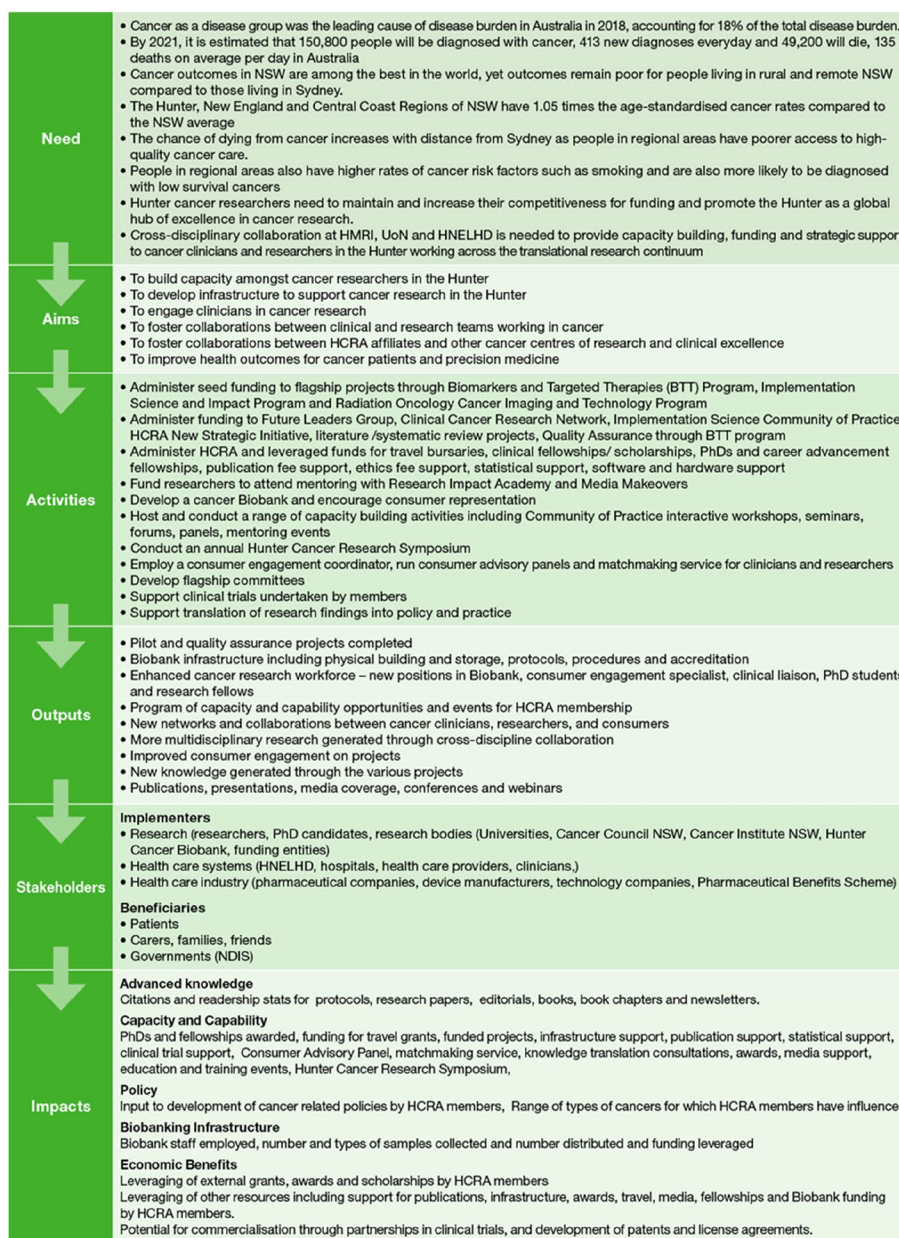 Need
• Cancer as a disease group was the leading cause of disease burden in Australia in 2018, accounting for 18% of the total disease burden.
• By 2021, it is estimated that 150,800 people will be diagnosed with cancer, 413 new diagnoses everyday and 49,200 will die, 135
deaths on average per day in Australia
• Cancer outcomes in NSW are among the best in the world, yet outcomes remain poor for people living in rural and remote NSW
compared to those living in Sydney.
• The Hunter, New England and Central Coast Regions of NSW have 1.05 times the age-standardised cancer rates compared to
the NSW average
• The chance of dying from cancer increases with distance from Sydney as people in regional areas have poorer access to high-
quality cancer care.
• People in regional areas also have higher rates of cancer risk factors such as smoking and are also more likely to be diagnosed
with low survival cancers
• Hunter cancer researchers need to maintain and increase their competitiveness for funding and promote the Hunter as a global
hub of excellence in cancer research.
• Cross-disciplinary collaboration at HMRI, UoN and HNELHD is needed to provide capacity building, funding and strategic support
to cancer clinicians and researchers in the Hunter working across the translational research continuum
Aims
• To build capacity amongst cancer researchers in the Hunter
• To develop infrastructure to support cancer research in the Hunter
• To engage clinicians in cancer research
• To foster collaborations between clinical and research teams working in cancer
• To foster collaborations between HCRA affiliates and other cancer centres of research and clinical excellence
• To improve health outcomes for cancer patients and precision medicine
Activities
• Administer seed funding to flagship projects through Biomarkers and Targeted Therapies (BTT) Program, Implementation
Science and Impact Program and Radiation Oncology Cancer Imaging and Technology Program
• Administer funding to Future Leaders Group, Clinical Cancer Research Network, Implementation Science Community of Practice
HCRA New Strategic Initiative, literature /systematic review projects, Quality Assurance through BTT program
• Administer HCRA and leveraged funds for travel bursaries, clinical fellowships/ scholarships, PhDs and career advancement
fellowships, publication fee support, ethics fee support, statistical support, software and hardware support
• Fund researchers to attend mentoring with Research Impact Academy and Media Makeovers
• Develop a cancer Biobank and encourage consumer representation
• Host and conduct a range of capacity building activities including Community of Practice interactive workshops, seminars,
forums, panels, mentoring events
• Conduct an annual Hunter Cancer Research Symposium
• Employ a consumer engagement coordinator, run consumer advisory panels and matchmaking service for clinicians and researchers
• Develop flagship committees
• Support clinical trials undertaken by members
• Support translation of research findings into policy and practice
Outputs
• Pilot and quality assurance projects completed
• Biobank infrastructure including physical building and storage, protocols, procedures and accreditation
• Enhanced cancer research workforce – new positions in Biobank, consumer engagement specialist, clinical liaison, PhD students
and research fellows
• Program of capacity and capability opportunities and events for HCRA membership
• New networks and collaborations between cancer clinicians, researchers, and consumers
• More multidisciplinary research generated through cross-discipline collaboration
• Improved consumer engagement on projects
• New knowledge generated through the various projects
• Publications, presentations, media coverage, conferences and webinars
Stakeholders
Implementers
• Research (researchers, PhD candidates, research bodies (Universities, Cancer Council NSW, Cancer Institute NSW, Hunter
Cancer Biobank, funding entities)
• Health care systems (HNELHD, hospitals, health care providers, clinicians,)
• Health care industry (pharmaceutical companies, device manufacturers, technology companies, Pharmaceutical Benefits Scheme)
Beneficiaries
• Patients
• Carers, families, friends
• Governments (NDIS)
Impacts
Advanced knowledge
Citations and readership stats for protocols, research papers, editorials, books, book chapters and newsletters.
Capacity and Capability
PhDs and fellowships awarded, funding for travel grants, funded projects, infrastructure support, publication support, statistical support,
clinical trial support, Consumer Advisory Panel, matchmaking service, knowledge translation consultations, awards, media support,
education and training events, Hunter Cancer Research Symposium,
Policy
Input to development of cancer related policies by HCRA members, Range of types of cancers for which HCRA members have influence
Biobanking Infrastructure
Biobank staff employed, number and types of samples collected and number distributed and funding leveraged
Economic Benefits
Leveraging of external grants, awards and scholarships by HCRA members
Leveraging of other resources including support for publications, infrastructure, awards, travel, media, fellowships and Biobank funding
by HCRA members.
Potential for commercialisation through partnerships in clinical trials, and development of patents and license agreements.